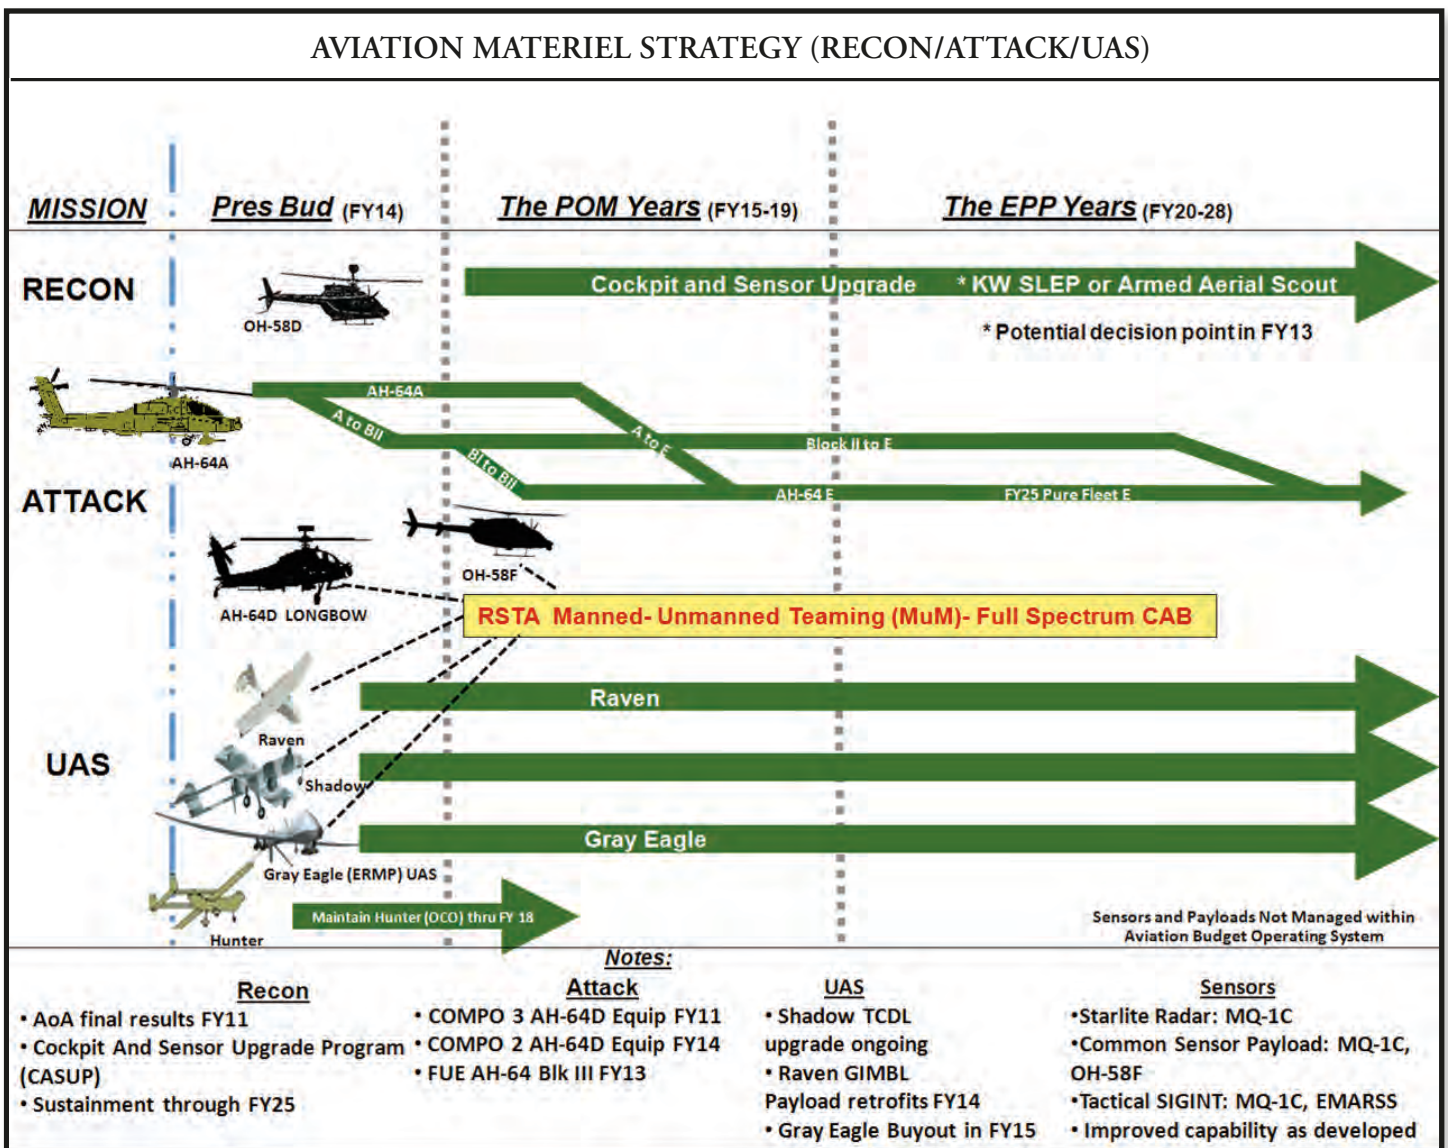 AVIATION MATERIEL STRATEGY (RECON/ATTACK/UAS)
MISSION
Pres Bud (FY14)
The POM Years (FY15-19)
The EPP Years (FY20-28)
RECON
OH-58D
Cockpit and Sensor Upgrade
* KW SLEP or Armed Aerial Scout
* Potential decision point in FY13
AH-64A
AH-64A
A to BII
A to E
Block II to E
BI to BII
AH-64 E
FY25 Pure Fleet E
ATTACK
AH-64D LONGBOW
OH-58F
RSTA Manned- Unmanned Teaming (MuM)- Full Spectrum CAB
UAS
Raven
Raven
Shadow
Gray Eagle
Gray Eagle (ERMP) UAS
Hunter
Maintain Hunter (OCO) thru FY 18
Sensors and Payloads Not Managed within
Aviation Budget Operating System
Notes:
Recon
• AoA final results FY11
• Cockpit And Sensor Upgrade Program
(CASUP)
• Sustainment through FY25
Attack
• COMPO 3 AH-64D Equip FY11
• COMPO 2 AH-64D Equip FY14
• FUE AH-64 Blk III FY13
UAS
• Shadow TCDL
upgrade ongoing
• Raven GIMBL
Payload retrofits FY14
• Gray Eagle Buyout in FY15
Sensors
•Starlite Radar: MQ-1C
•Common Sensor Payload: MQ-1C,
OH-58F
•Tactical SIGINT: MQ-1C, EMARSS
• Improved capability as developed